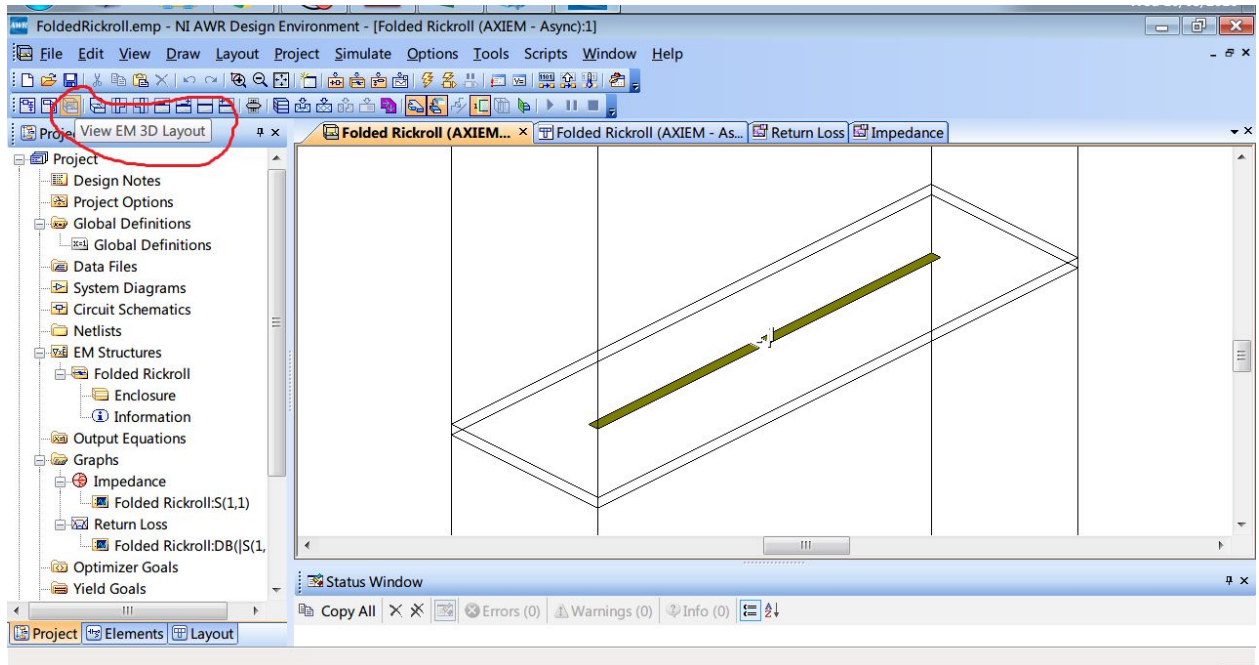 FoldedRickroll.emp - NI AWR Design Environment - [Folded Rickroll (AXIEM - Async):1]
File Edit View Draw Layout Project Simulate Options Tools Scripts Window Help
View EM 3D Layout
Folded Rickroll (AXIEM... Folded Rickroll (AXIEM - As... Return Loss Impedance
Project
Design Notes
Project Options
Global Definitions
Global Definitions
Data Files
System Diagrams
Circuit Schematics
Netlists
EM Structures
Folded Rickroll
Enclosure
Information
Output Equations
Graphs
Impedance
Folded Rickroll:S(1,1)
Return Loss
Folded Rickroll:DB(|S(1,
Optimizer Goals
Yield Goals
Project Elements Layout
Status Window
Copy All Errors (0) Warnings (0) Info (0)